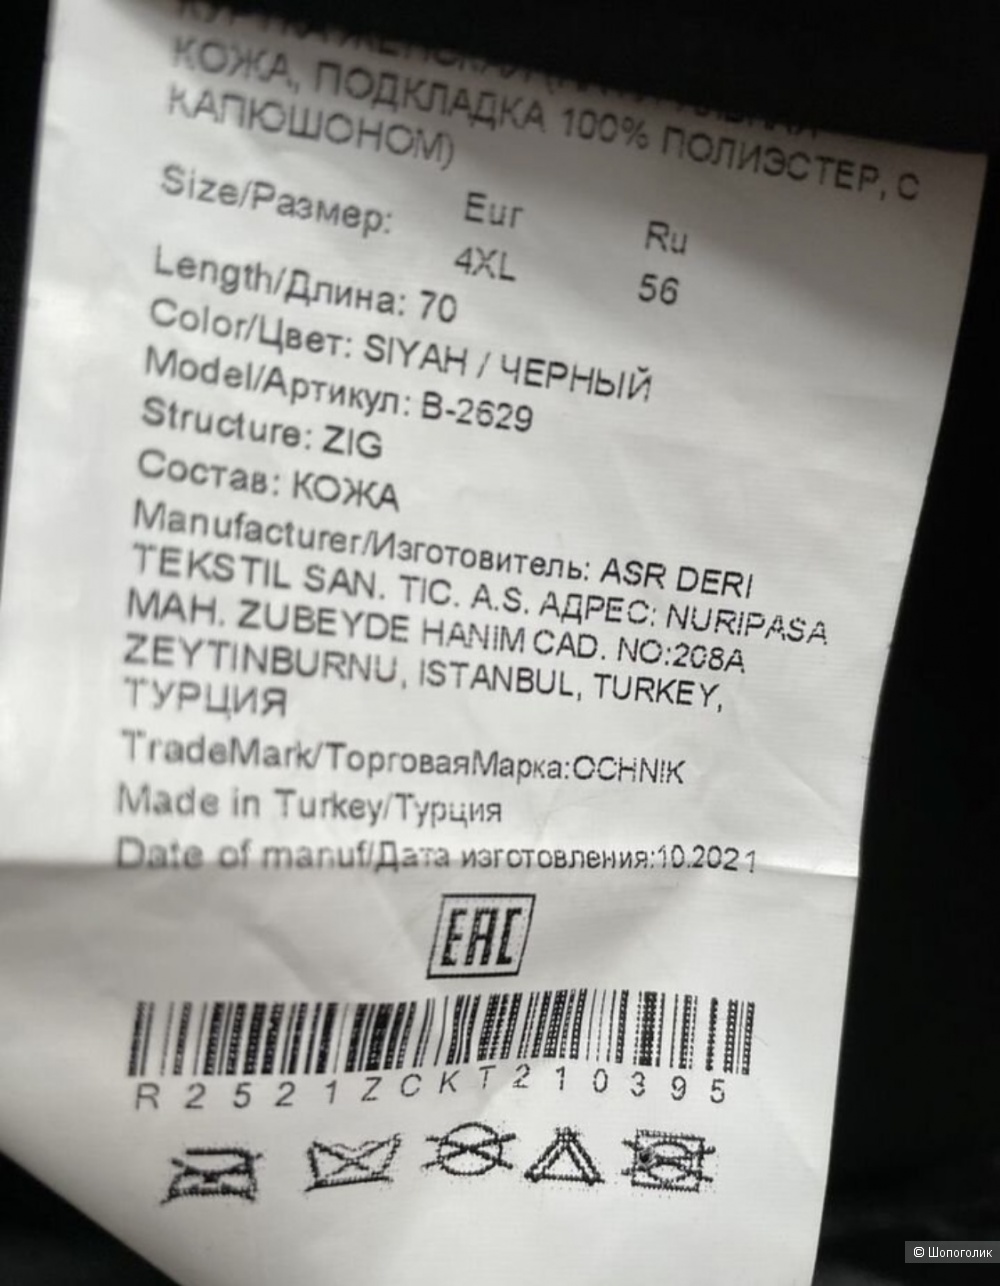 КУРТКА ЖЕНСКАЯ
КОЖА, ПОДКЛАДКА 100% ПОЛИЭСТЕР, С
КАПЮШОНОМ)
Size/Размер: Eur Ru
4XL 56
Length/Длина: 70
Color/Цвет: SIYAH / ЧЕРНЫЙ
Model/Артикул: B-2629
Structure: ZIG
Состав: КОЖА
Manufacturer/Изготовитель: ASR DERI
TEKSTIL SAN. TIC. A.S. АДРЕС: NURIPASA
MAH. ZUBEYDE HANIM CAD. NO:208A
ZEYTINBURNU, ISTANBUL, TURKEY,
ТУРЦИЯ
TradeMark/ТорговаяМарка:OCHNIK
Made in Turkey/Турция
Date of manuf/Дата изготовления:10.2021
EAC
R2521ZCKT210395
© Шопоголик